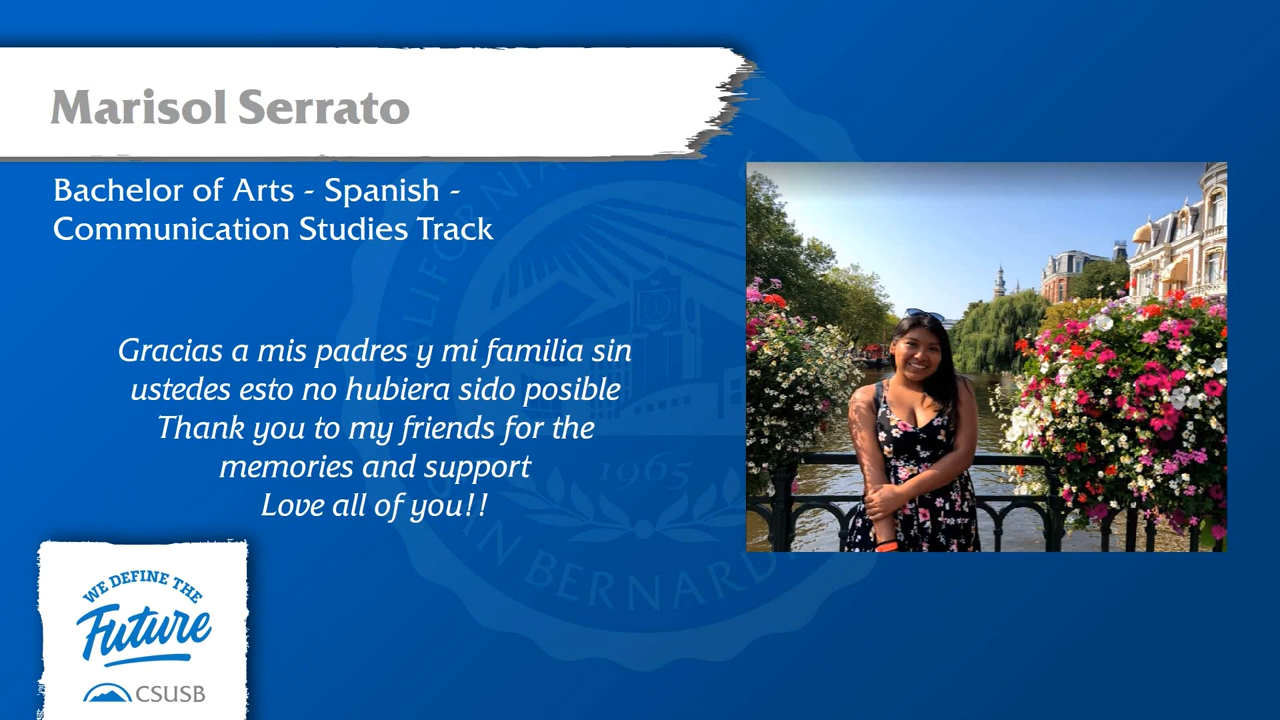 Marisol Serrato
Bachelor of Arts - Spanish -
Communication Studies Track
Gracias a mis padres y mi familia sin
ustedes esto no hubiera sido posible
Thank you to my friends for the
memories and support
Love all of you!!
1965
WE DEFINE THE
Future
CSUSB